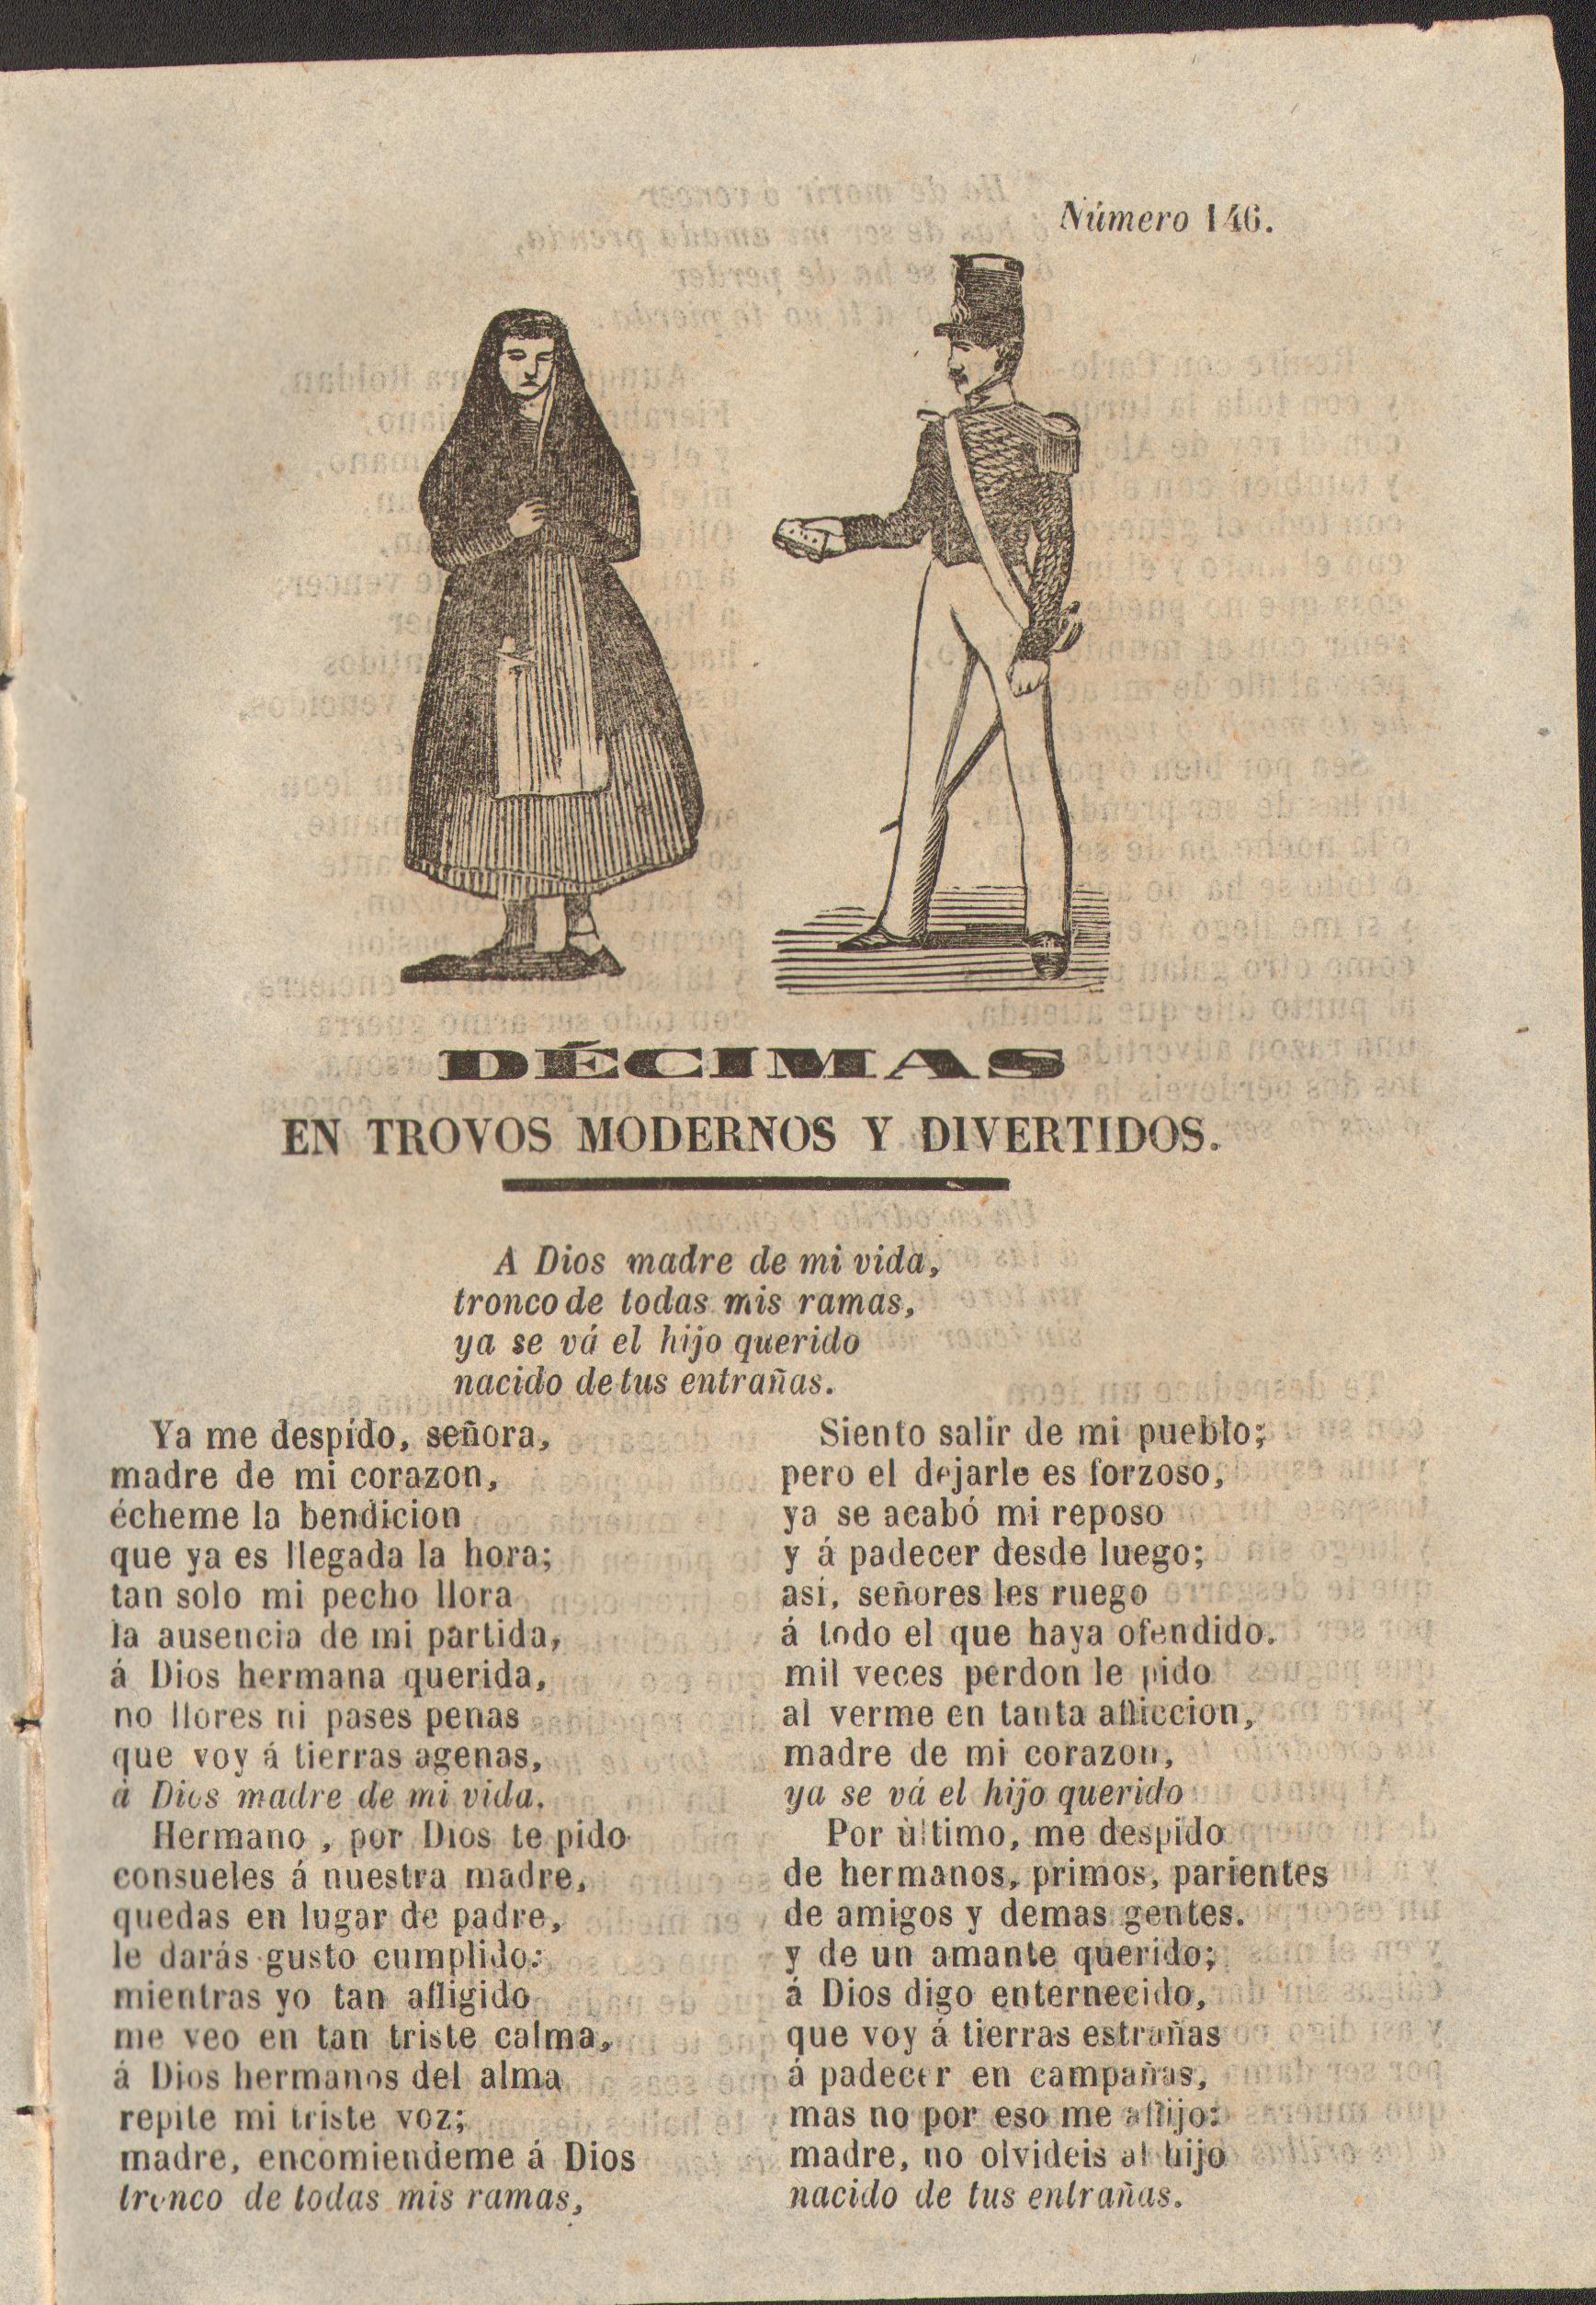 Número 146.
DÉCIMAS
EN TROVOS MODERNOS Y DIVERTIDOS.
A Dios madre de mi vida,
tronco de todas mis ramas,
ya se vá el hijo querido
nacido de tus entrañas.
Ya me despido, señora,
madre de mi corazon,
écheme la bendicion
que ya es llegada la hora;
tan solo mi pecho llora
la ausencia de mi partida,
á Dios hermana querida,
no llores ni pases penas
que voy á tierras agenas,
á Dios madre de mi vida.
Hermano, por Dios te pido
consueles á nuestra madre,
quedas en lugar de padre,
le darás gusto cumplido:
mientras yo tan afligido
me veo en tan triste calma,
á Dios hermanos del alma
repite mi triste voz;
madre, encomiendeme á Dios
tronco de todas mis ramas,
Siento salir de mi pueblo;
pero el dejarle es forzoso,
ya se acabó mi reposo
y á padecer desde luego;
asi, señores les ruego
á todo el que haya ofendido.
mil veces perdon le pido
al verme en tanta afliccion,
madre de mi corazon,
ya se vá el hijo querido
Por ùltimo, me despido
de hermanos, primos, parientes
de amigos y demas gentes.
y de un amante querido;
á Dios digo enternecido,
que voy á tierras estrañas
á padecer en campañas,
mas no por eso me aflijo:
madre, no olvideis al hijo
nacido de tus entrañas.